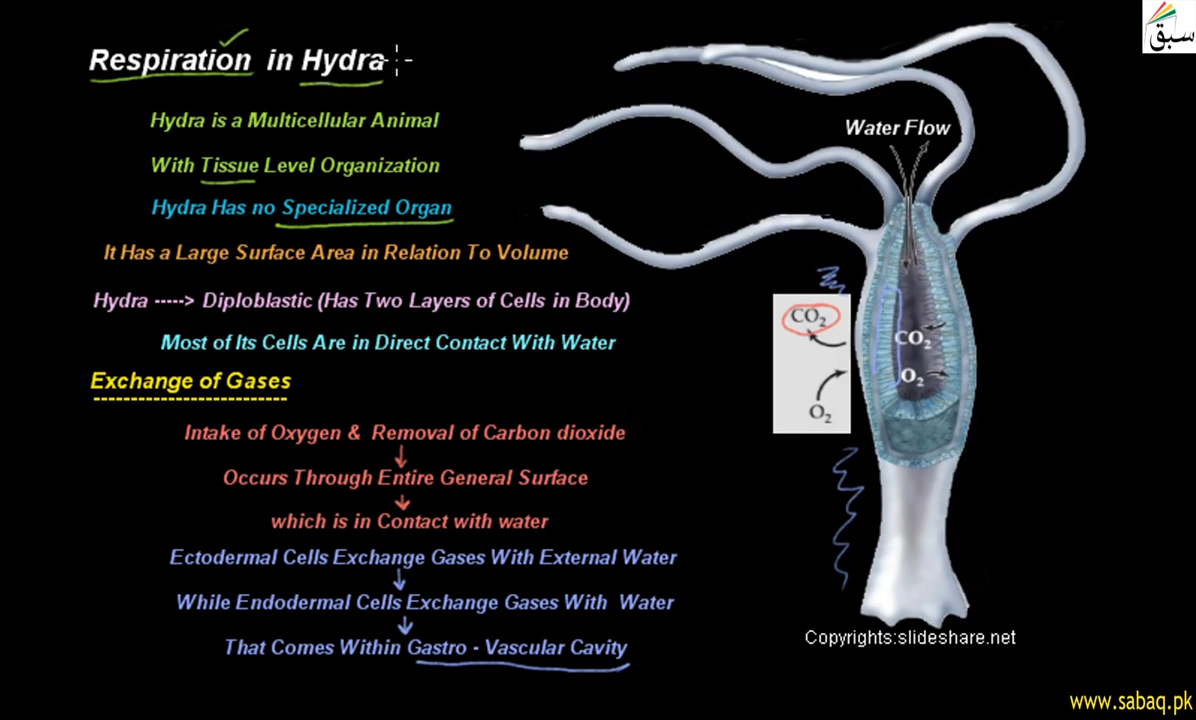 سبق
Respiration in Hydra
Hydra is a Multicellular Animal
With Tissue Level Organization
Hydra Has no Specialized Organ
It Has a Large Surface Area in Relation To Volume
Hydra -----> Diploblastic (Has Two Layers of Cells in Body)
Most of Its Cells Are in Direct Contact With Water
Exchange of Gases
Intake of Oxygen & Removal of Carbon dioxide
Occurs Through Entire General Surface
which is in Contact with water
Ectodermal Cells Exchange Gases With External Water
While Endodermal Cells Exchange Gases With Water
That Comes Within Gastro - Vascular Cavity
Water Flow
CO2
O2
CO2
O2
Copyrights:slideshare.net
www.sabaq.pk